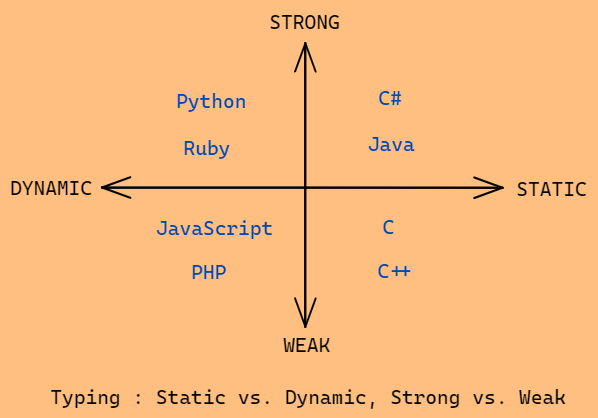 STRONG
Python
C#
Ruby
Java
DYNAMIC
STATIC
JavaScript
C
PHP
C++
WEAK
Typing : Static vs. Dynamic, Strong vs. Weak